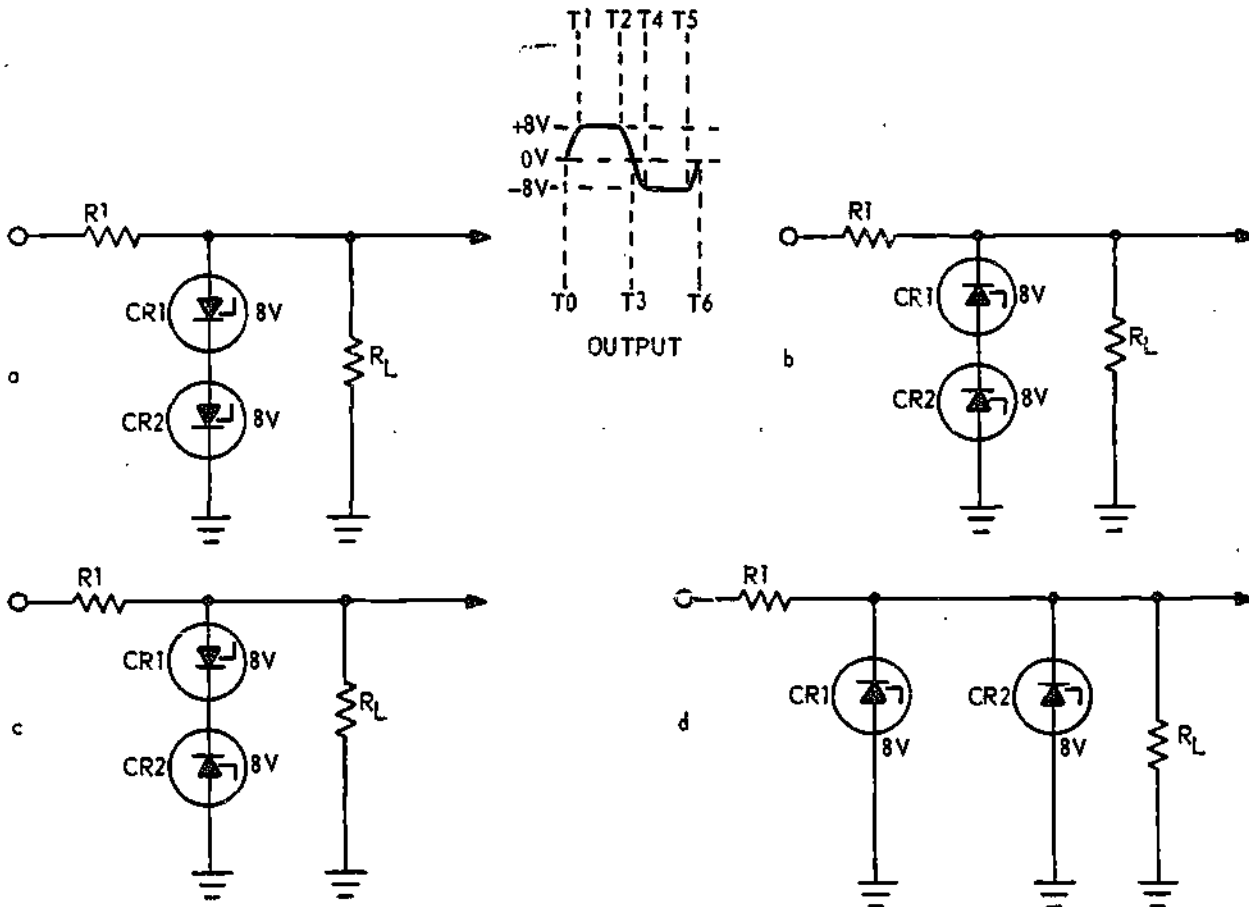 T1 T2 T4 T5
+8V
0V
-8V
T0 T3 T6
OUTPUT
a
R1
CR1 8V
CR2 8V
RL
b
R1
CR1 8V
CR2 8V
RL
c
R1
CR1 8V
CR2 8V
RL
d
R1
CR1 8V
CR2 8V
RL